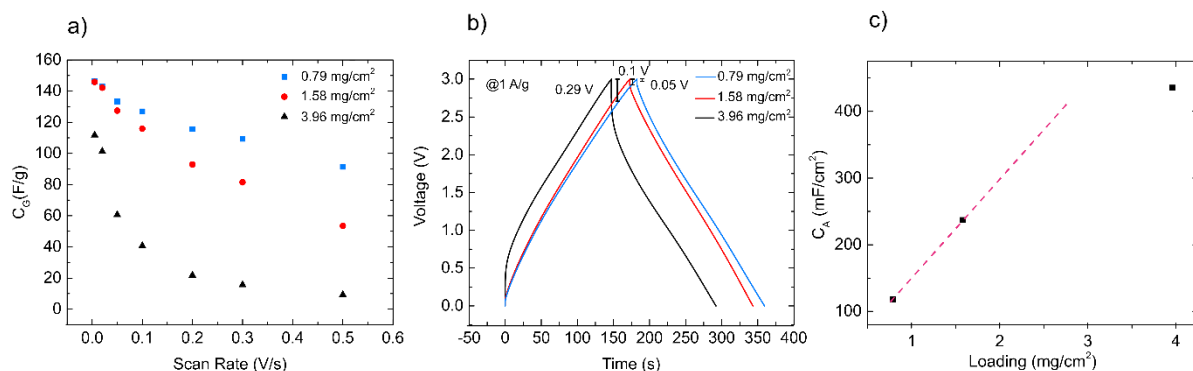 a)
160
140
120
100
80
60
40
20
0
C_G(F/g)
0.79 mg/cm²
1.58 mg/cm²
3.96 mg/cm²
0.0 0.1 0.2 0.3 0.4 0.5 0.6
Scan Rate (V/s)
b)
3.0
2.5
2.0
1.5
1.0
0.5
0.0
Voltage (V)
@1 A/g
0.29 V
0.1 V
0.05 V
0.79 mg/cm²
1.58 mg/cm²
3.96 mg/cm²
-50 0 50 100 150 200 250 300 350 400
Time (s)
c)
400
300
200
100
C_A (mF/cm²)
1 2 3 4
Loading (mg/cm²)